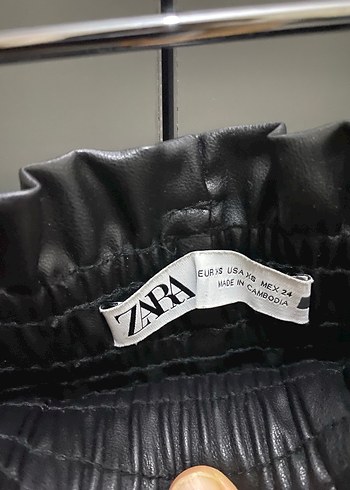 ZARA
EUR XS USA XS MEX 24
MADE IN CAMBODIA